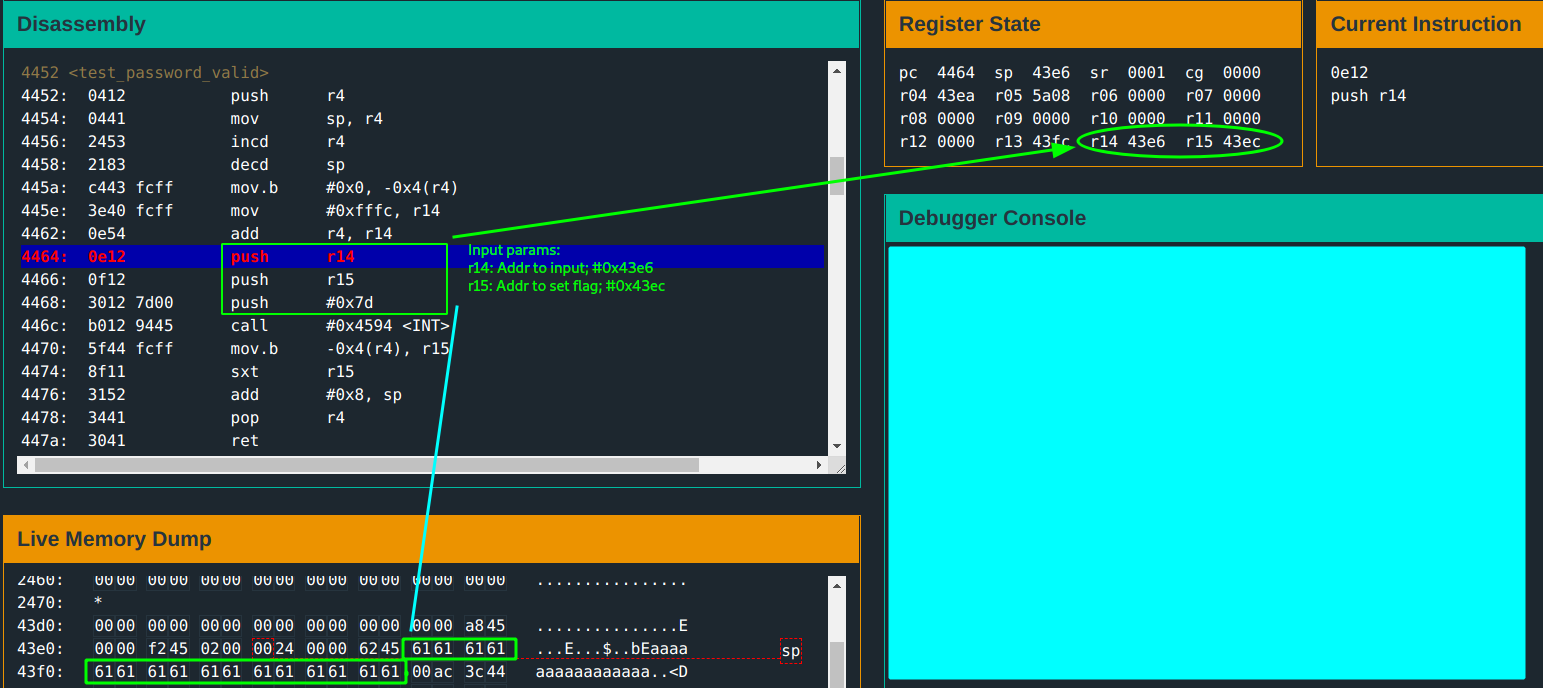 Disassembly
4452 <test_password_valid>
4452: 0412 push r4
4454: 0441 mov sp, r4
4456: 2453 incd r4
4458: 2183 decd sp
445a: c443 fcff mov.b #0x0, -0x4(r4)
445e: 3e40 fcff mov #0xfffc, r14
4462: 0e54 add r4, r14
4464: 0e12 push r14
4466: 0f12 push r15
4468: 3012 7d00 push #0x7d
446c: b012 9445 call #0x4594 <INT>
4470: 5f44 fcff mov.b -0x4(r4), r15
4474: 8f11 sxt r15
4476: 3152 add #0x8, sp
4478: 3441 pop r4
447a: 3041 ret
Input params:
r14: Addr to input; #0x43e6
r15: Addr to set flag; #0x43ec
Register State
pc 4464 sp 43e6 sr 0001 cg 0000
r04 43ea r05 5a08 r06 0000 r07 0000
r08 0000 r09 0000 r10 0000 r11 0000
r12 0000 r13 43fc r14 43e6 r15 43ec
Current Instruction
0e12
push r14
Debugger Console
Live Memory Dump
2460: 0000 0000 0000 0000 0000 0000 0000 0000 ................
2470: *
43d0: 0000 0000 0000 0000 0000 0000 0000 a845 ...............E
43e0: 0000 f245 0200 0024 0000 6245 6161 6161 ...E...$..bEaaaa
sp
43f0: 6161 6161 6161 6161 6161 6161 00ac 3c44 aaaaaaaaaaaa..<D